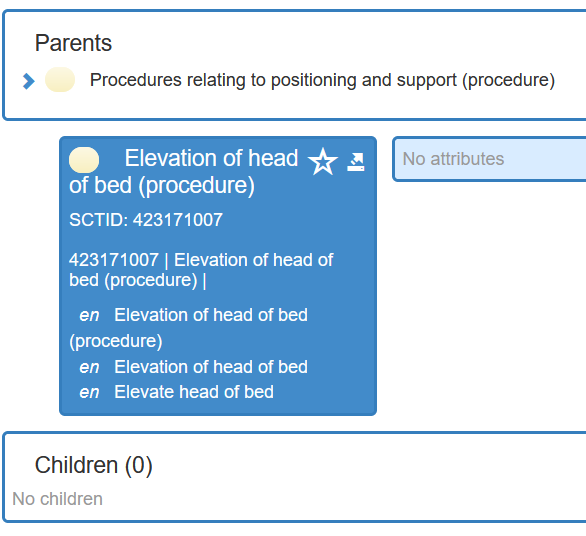 Parents
Procedures relating to positioning and support (procedure)
Elevation of head
of bed (procedure)
No attributes
SCTID: 423171007
423171007 | Elevation of head of
bed (procedure) |
en Elevation of head of bed
(procedure)
en Elevation of head of bed
en Elevate head of bed
Children (0)
No children